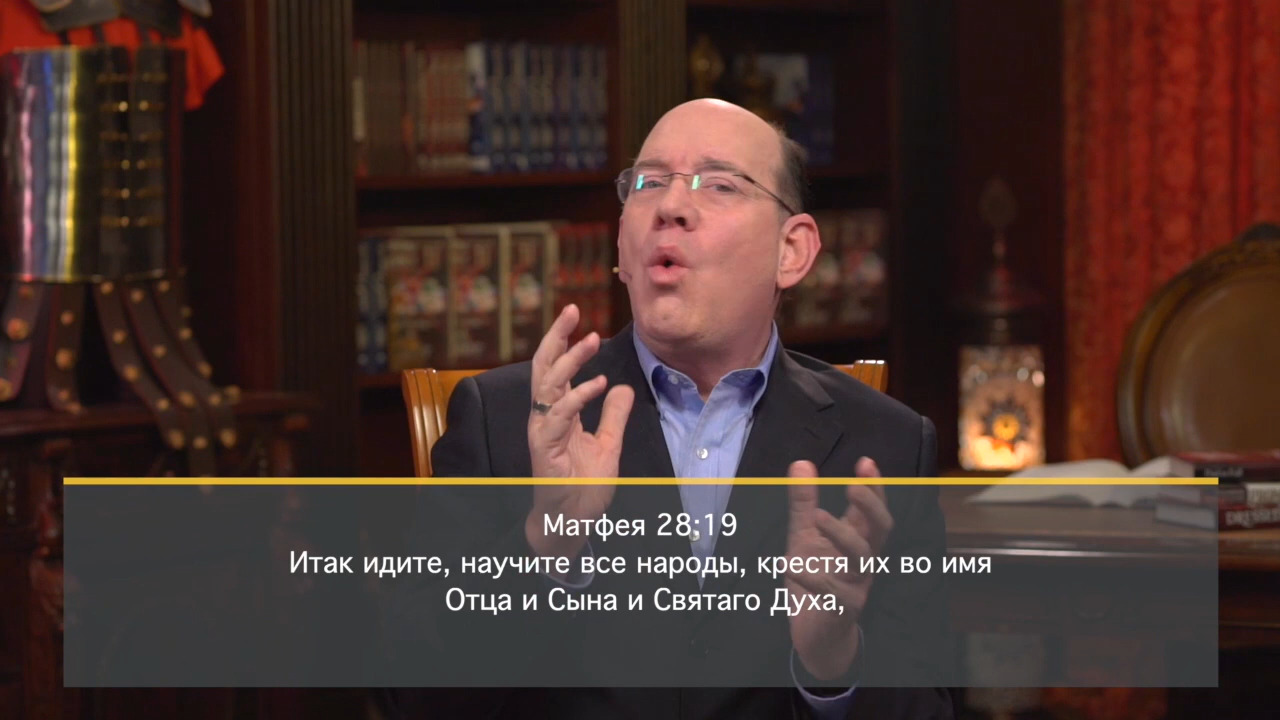 Матфея 28:19
Итак идите, научите все народы, крестя их во имя
Отца и Сына и Святаго Духа,